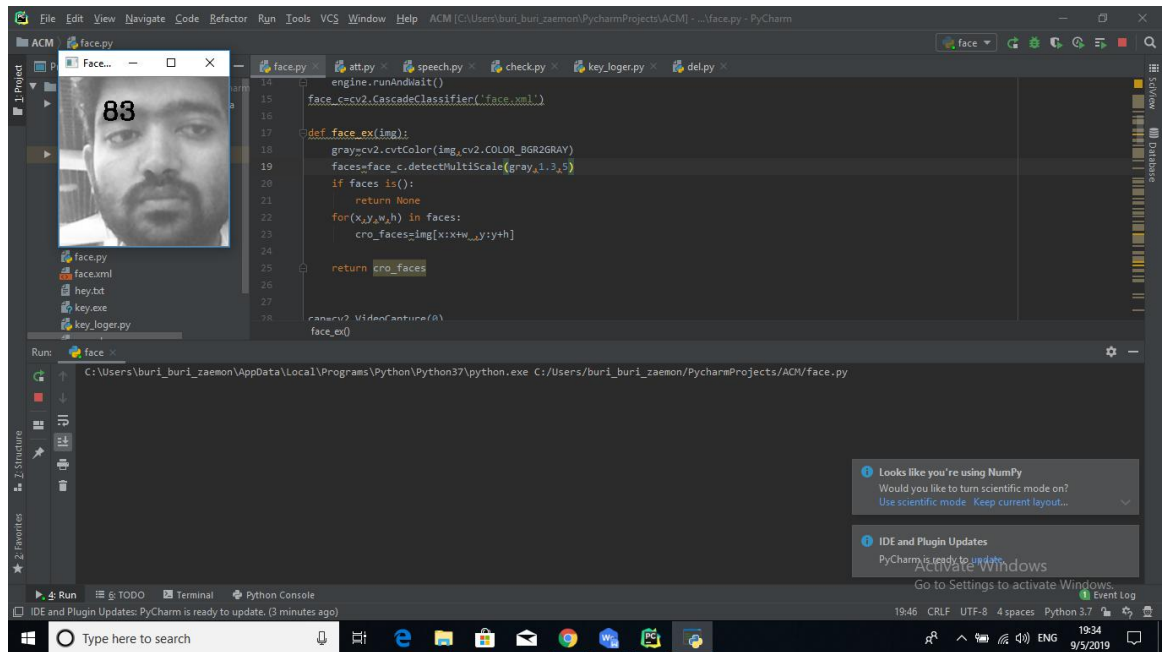 File Edit View Navigate Code Refactor Run Tools VCS Window Help ACM [C:\Users\buri_buri_zaemon\PycharmProjects\ACM] - ...\face.py - PyCharm
ACM face.py
face
Face...
face.py att.py speech.py check.py key_loger.py del.py
1: Project
SciView
Database
83
14 engine.runAndWait()
15 face_c=cv2.CascadeClassifier('face.xml')
16
17 def face_ex(img):
18 gray=cv2.cvtColor(img,cv2.COLOR_BGR2GRAY)
19 faces=face_c.detectMultiScale(gray,1.3,5)
20 if faces is():
21 return None
22 for(x,y,w,h) in faces:
23 cro_faces=img[x:x+w ,y:y+h]
24
25 return cro_faces
26
27
28 cap=cv2.VideoCapture(0)
face_ex()
face.py
face.xml
hey.txt
key.exe
key_loger.py
Run: face
C:\Users\buri_buri_zaemon\AppData\Local\Programs\Python\Python37\python.exe C:/Users/buri_buri_zaemon/PycharmProjects/ACM/face.py
7: Structure
2: Favorites
Looks like you're using NumPy
Would you like to turn scientific mode on?
Use scientific mode Keep current layout...
IDE and Plugin Updates
PyCharm is ready to update.
Activate Windows
Go to Settings to activate Windows.
4: Run 6: TODO Terminal Python Console
1 Event Log
IDE and Plugin Updates: PyCharm is ready to update. (3 minutes ago)
19:46 CRLF UTF-8 4 spaces Python 3.7
Type here to search
ENG
19:34
9/5/2019